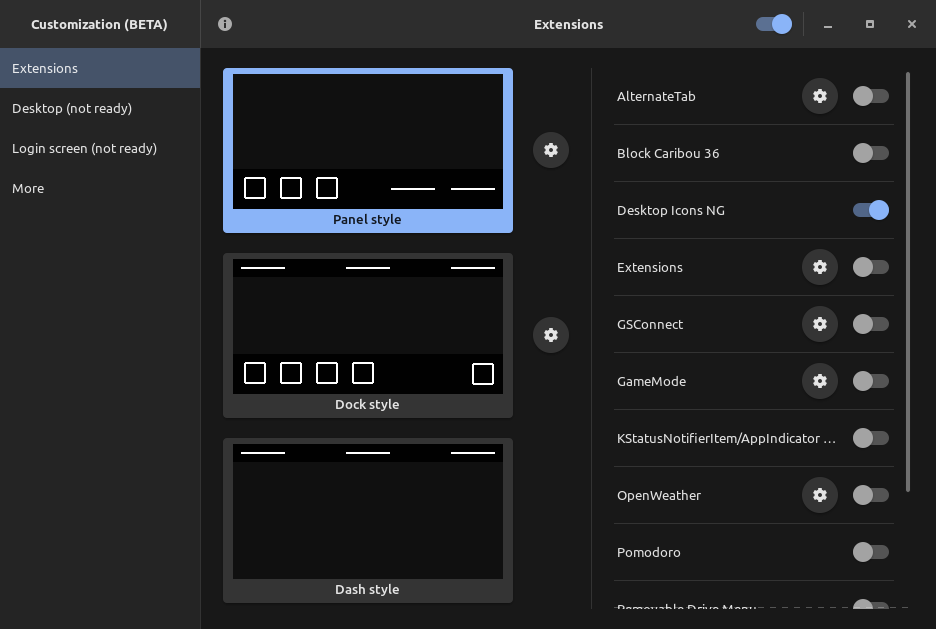 Customization (BETA)
Extensions
Extensions
Desktop (not ready)
Login screen (not ready)
More
Panel style
Dock style
Dash style
AlternateTab
Block Caribou 36
Desktop Icons NG
Extensions
GSConnect
GameMode
KStatusNotifierItem/AppIndicator ...
OpenWeather
Pomodoro
Removable Drive Menu